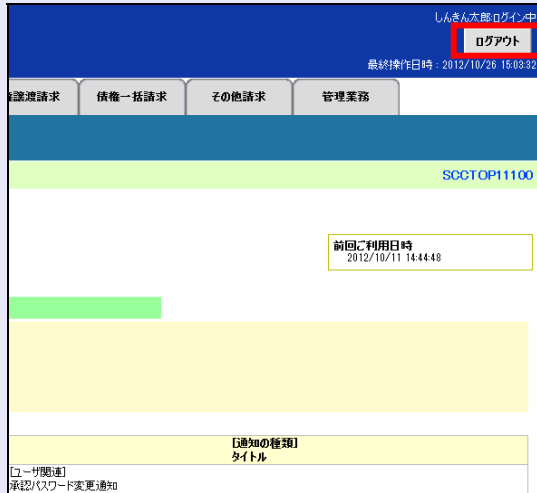 しんきん太郎:ログイン中
ログアウト
最終操作日時：2012/10/26 15:03:32
譲渡請求 債権一括請求 その他請求 管理業務
SCCTOP11100
前回ご利用日時
2012/10/11 14:44:48
[通知の種類]
タイトル
[ユーザ関連]
承認パスワード変更通知